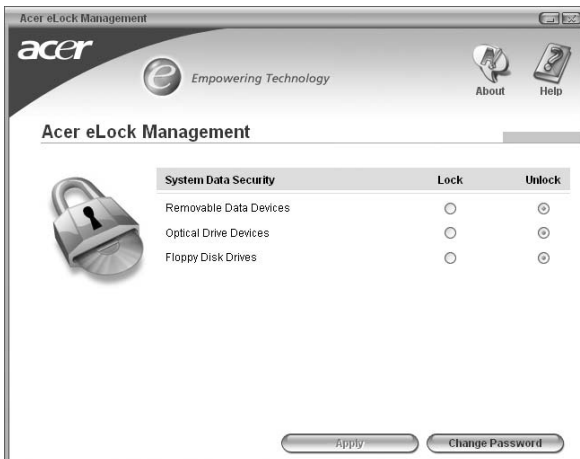 Acer eLock Management
acer
e Empowering Technology
About Help
Acer eLock Management
System Data Security Lock Unlock
Removable Data Devices
Optical Drive Devices
Floppy Disk Drives
Apply Change Password